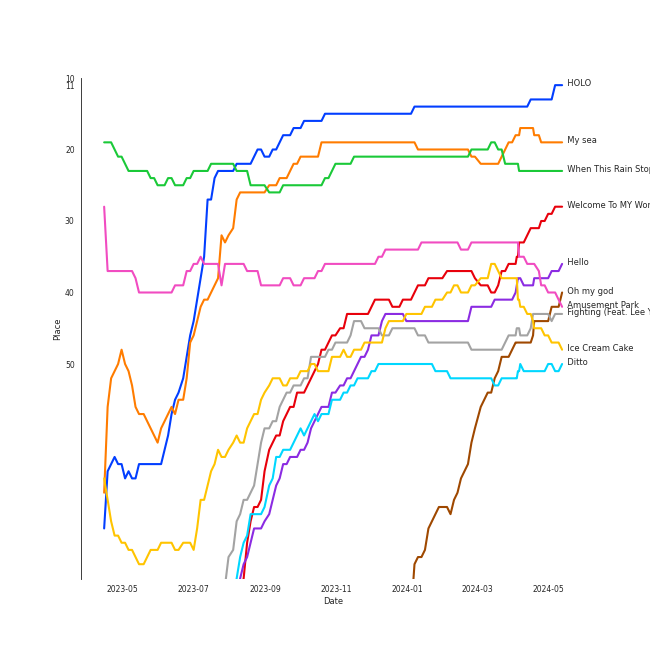 10
11
HOLO
My sea
20
When This Rain Stop
Welcome To MY Wor
30
Hello
40
Oh my god
Amusement Park
Fighting (Feat. Lee Y
Ice Cream Cake
50
Ditto
Place
2023-05
2023-07
2023-09
2023-11
2024-01
2024-03
2024-05
Date